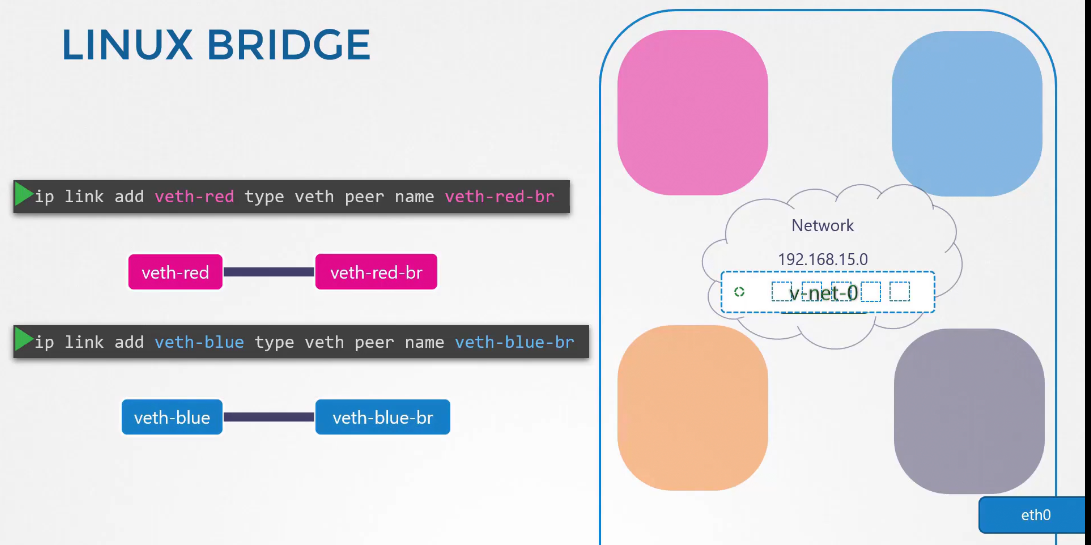 LINUX BRIDGE
ip link add veth-red type veth peer name veth-red-br
veth-red
veth-red-br
ip link add veth-blue type veth peer name veth-blue-br
veth-blue
veth-blue-br
Network
192.168.15.0
v-net-0
eth0